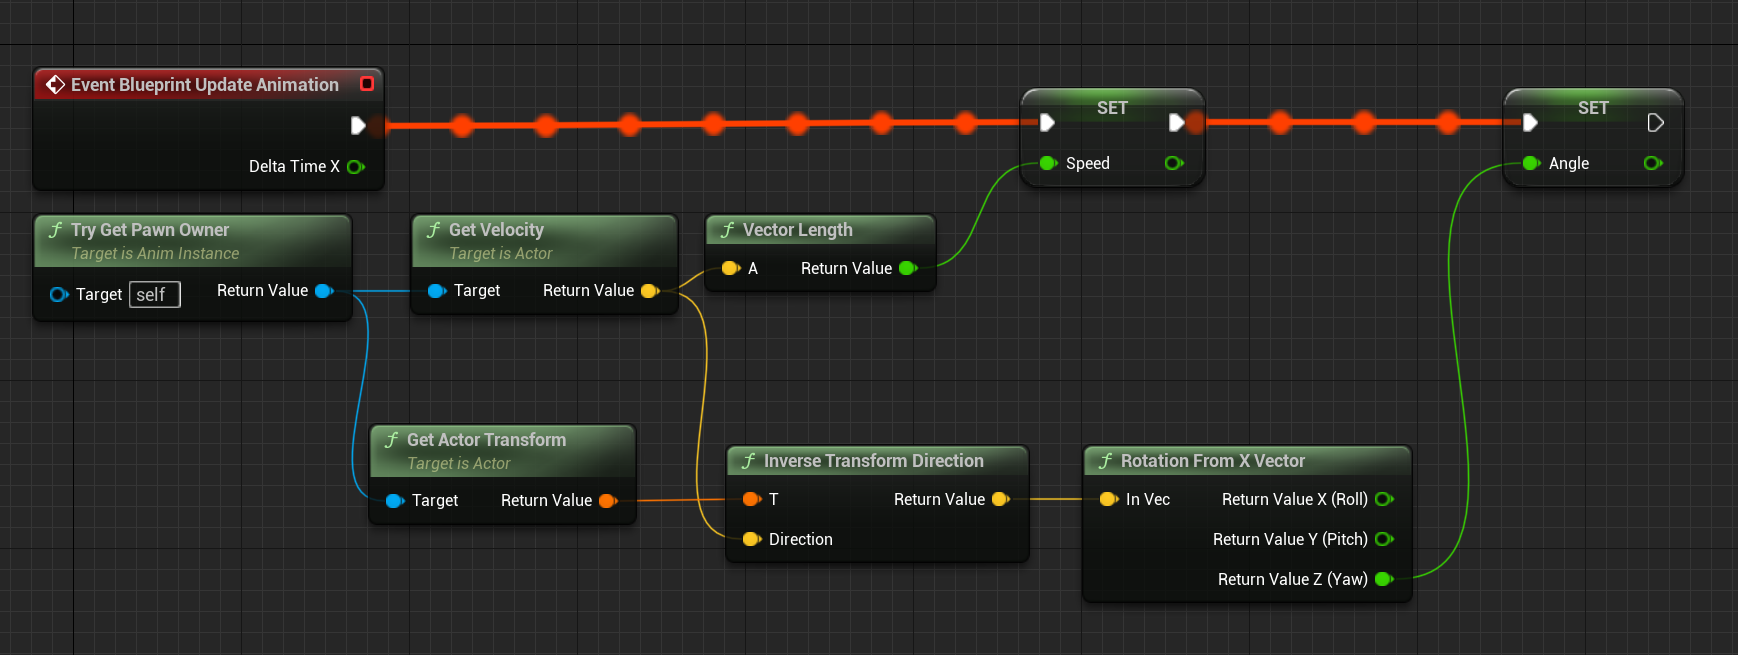 Event Blueprint Update Animation
Delta Time X
SET
Speed
SET
Angle
Try Get Pawn Owner
Target is Anim Instance
Target self Return Value
Get Velocity
Target is Actor
Target Return Value
Vector Length
A Return Value
Get Actor Transform
Target is Actor
Target Return Value
Inverse Transform Direction
T Return Value
Direction
Rotation From X Vector
In Vec Return Value X (Roll)
Return Value Y (Pitch)
Return Value Z (Yaw)